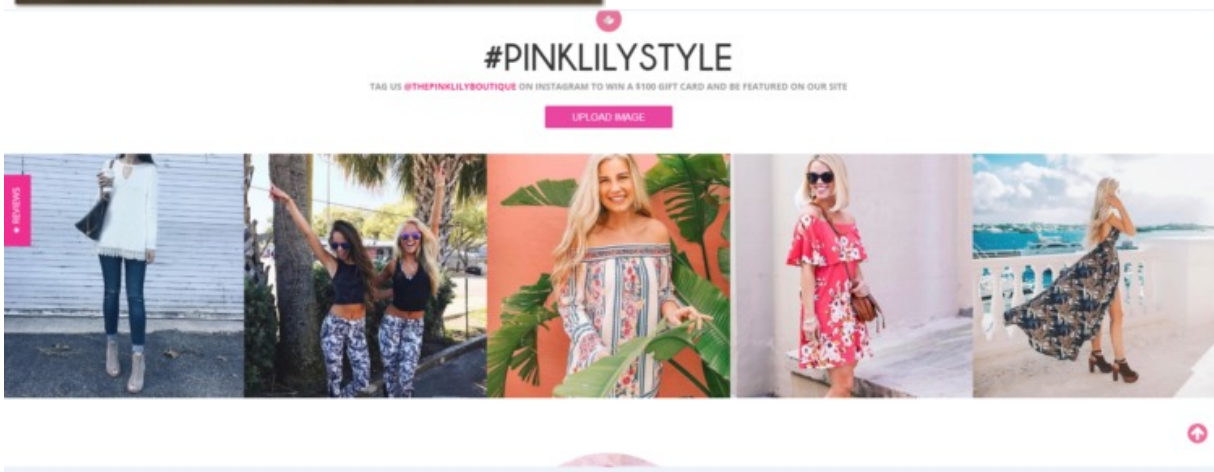 #PINKLILYSTYLE
TAG US @THEPINKLILYBOUTIQUE ON INSTAGRAM TO WIN A $100 GIFT CARD AND BE FEATURED ON OUR SITE
UPLOAD IMAGE
★ REVIEWS